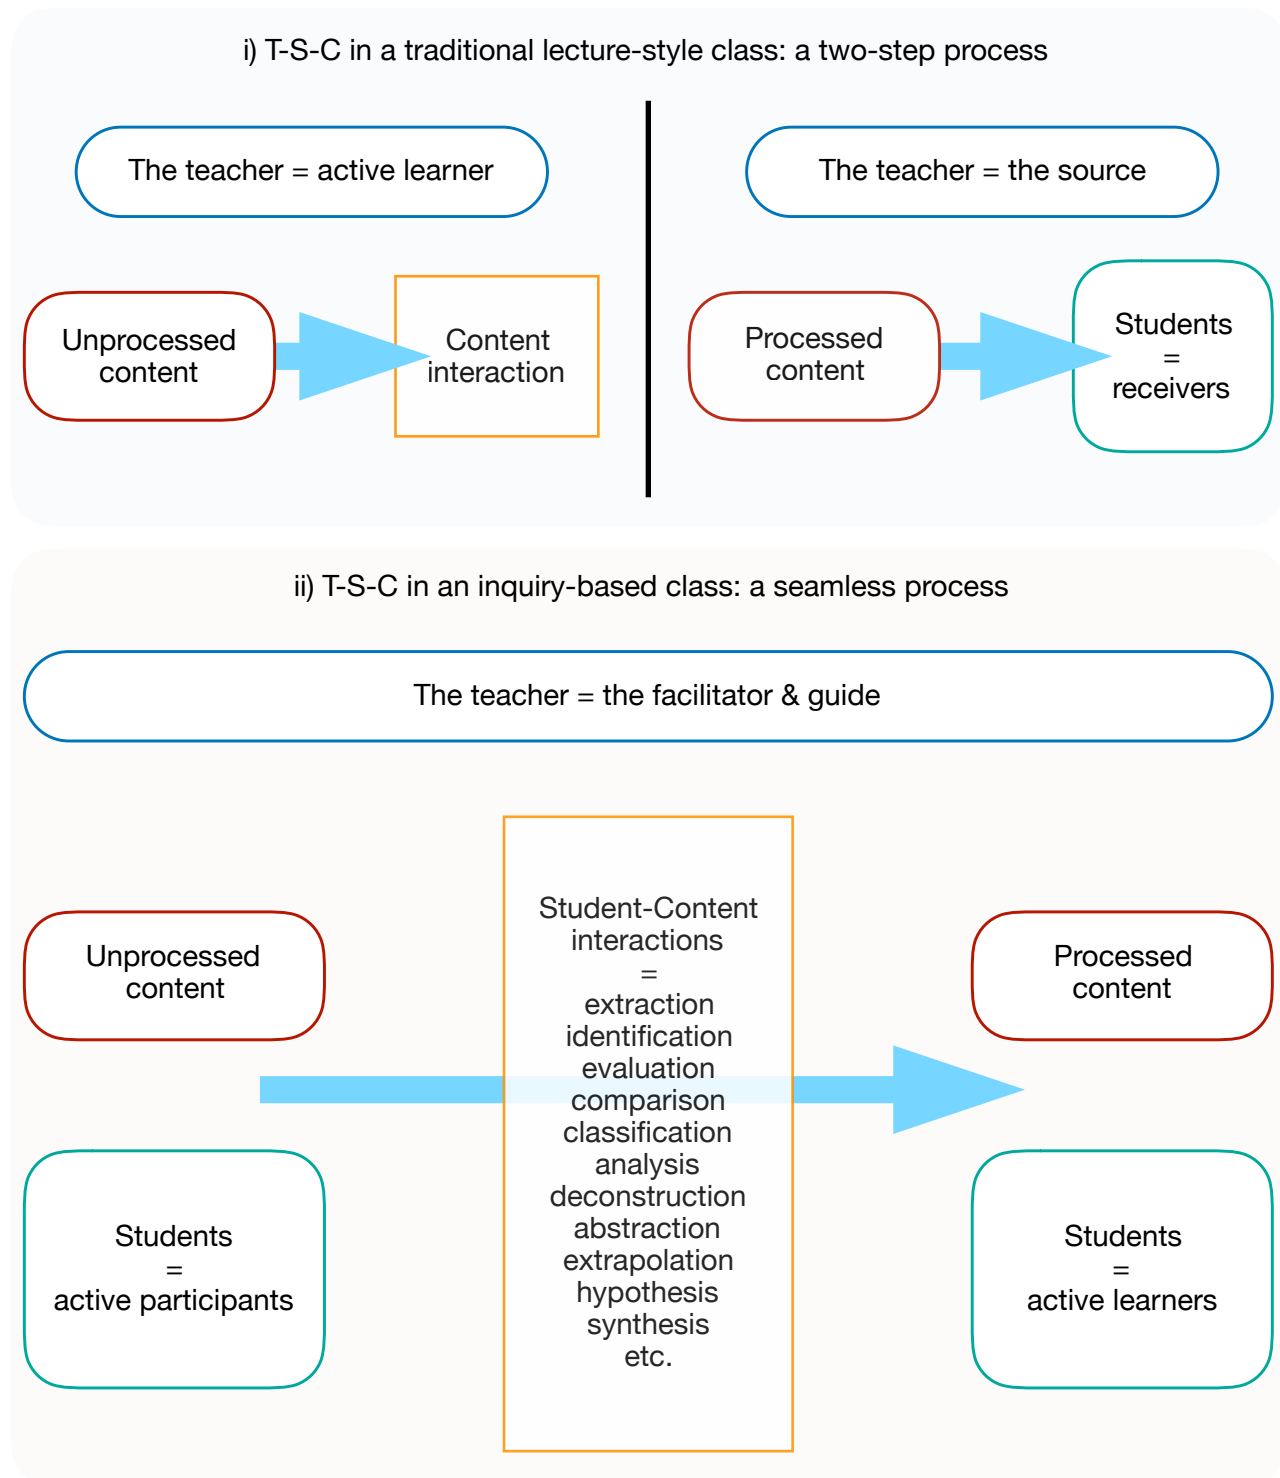 i) T-S-C in a traditional lecture-style class: a two-step process
The teacher = active learner
The teacher = the source
Unprocessed
content
Content
interaction
Processed
content
Students
=
receivers
ii) T-S-C in an inquiry-based class: a seamless process
The teacher = the facilitator & guide
Unprocessed
content
Students
=
active participants
Student-Content
interactions
=
extraction
identification
evaluation
comparison
classification
analysis
deconstruction
abstraction
extrapolation
hypothesis
synthesis
etc.
Processed
content
Students
=
active learners